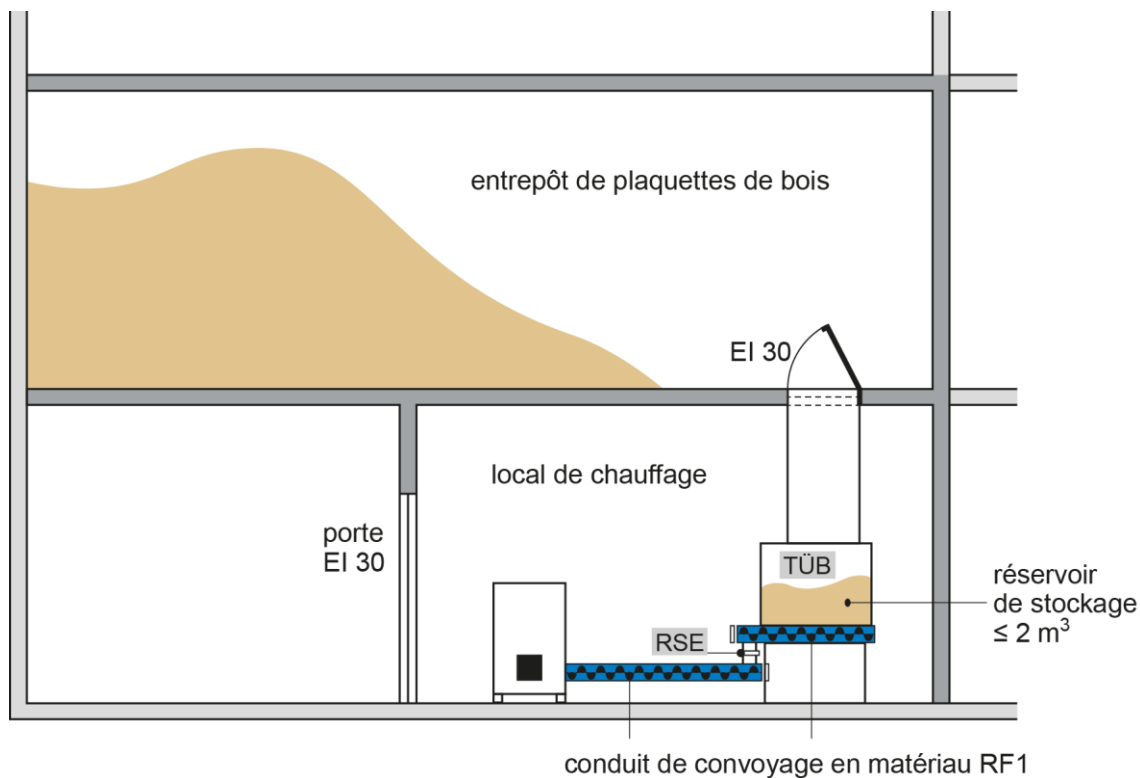 entrepôt de plaquettes de bois
EI 30
local de chauffage
porte
EI 30
TÜB
réservoir
de stockage
≤ 2 m³
RSE
conduit de convoyage en matériau RF1